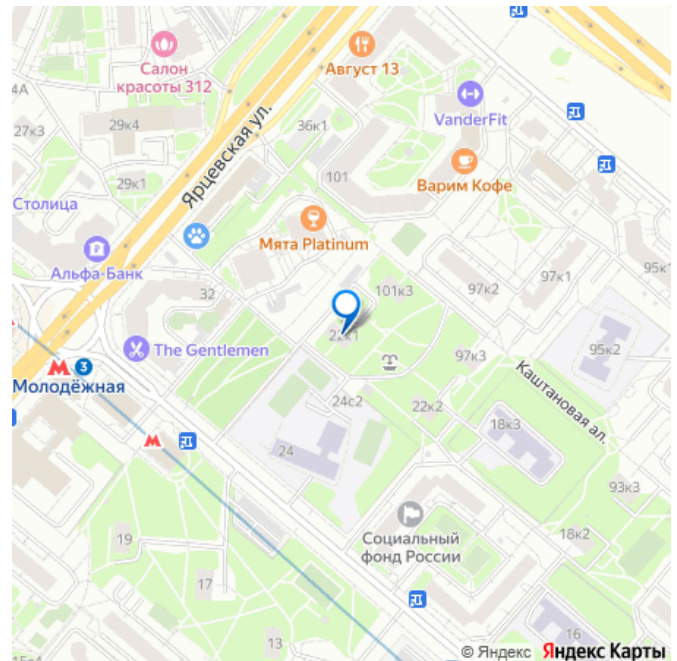 Салон
красоты 312
Август 13
VanderFit
4А
27к3
29к4
36к1
Ярцевская ул.
101
Варим Кофе
29к1
Столица
Мята Platinum
Альфа-Банк
32
101к3
97к2
97к1
95к1
22к1
The Gentlemen
3
Молодёжная
97к3
95к2
Каштановая ал.
24с2
22к2
18к3
24
93к3
Социальный
фонд России
19
18к2
17
13
16
© Яндекс Яндекс Карты